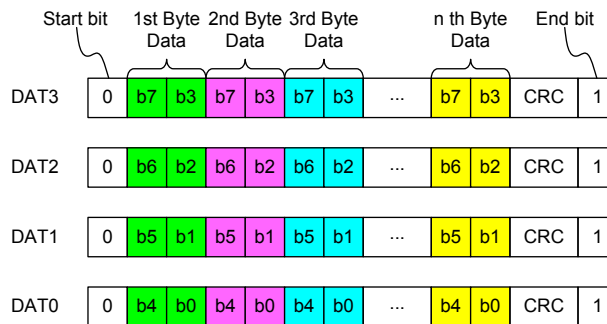 Start bit 1st Byte Data 2nd Byte Data 3rd Byte Data n th Byte Data End bit
DAT3 0 b7 b3 b7 b3 b7 b3 ... b7 b3 CRC 1
DAT2 0 b6 b2 b6 b2 b6 b2 ... b6 b2 CRC 1
DAT1 0 b5 b1 b5 b1 b5 b1 ... b5 b1 CRC 1
DAT0 0 b4 b0 b4 b0 b4 b0 ... b4 b0 CRC 1